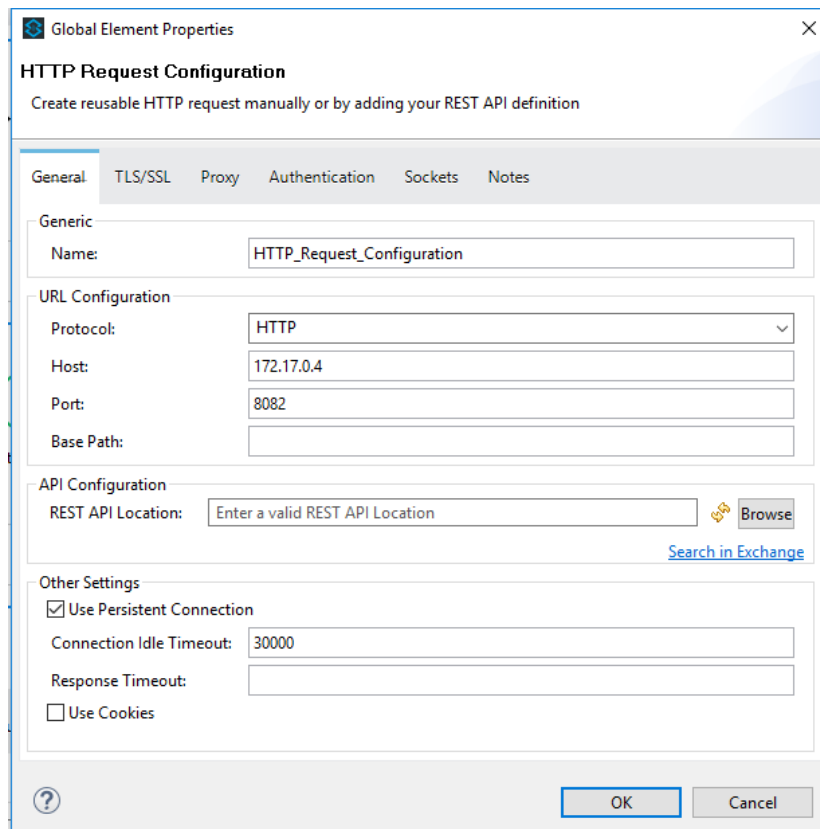 Global Element Properties
HTTP Request Configuration
Create reusable HTTP request manually or by adding your REST API definition
General TLS/SSL Proxy Authentication Sockets Notes
Generic
Name: HTTP_Request_Configuration
URL Configuration
Protocol: HTTP
Host: 172.17.0.4
Port: 8082
Base Path:
API Configuration
REST API Location: Enter a valid REST API Location Browse
Search in Exchange
Other Settings
Use Persistent Connection
Connection Idle Timeout: 30000
Response Timeout:
Use Cookies
? OK Cancel